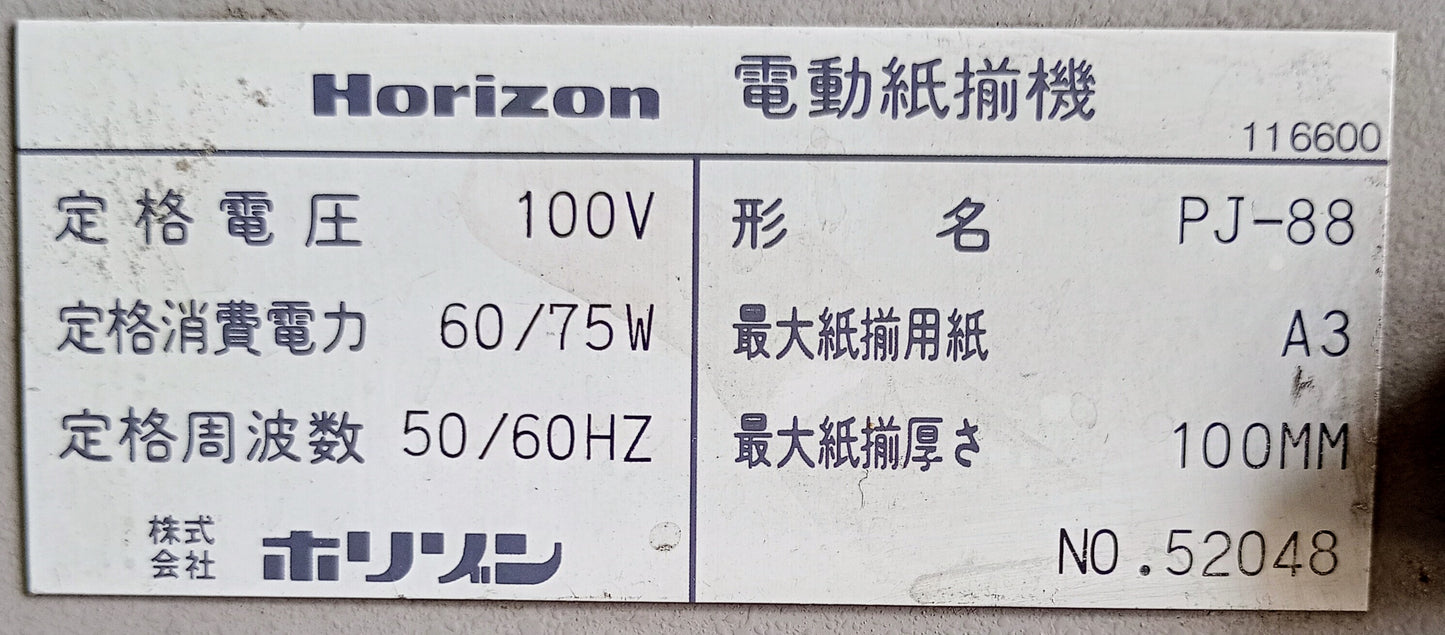 Horizon 電動紙揃機
116600
定格電圧 100V
定格消費電力 60/75W
定格周波数 50/60HZ
株式会社 ホリゾン
形名 PJ-88
最大紙揃用紙 A3
最大紙揃厚さ 100MM
NO.52048